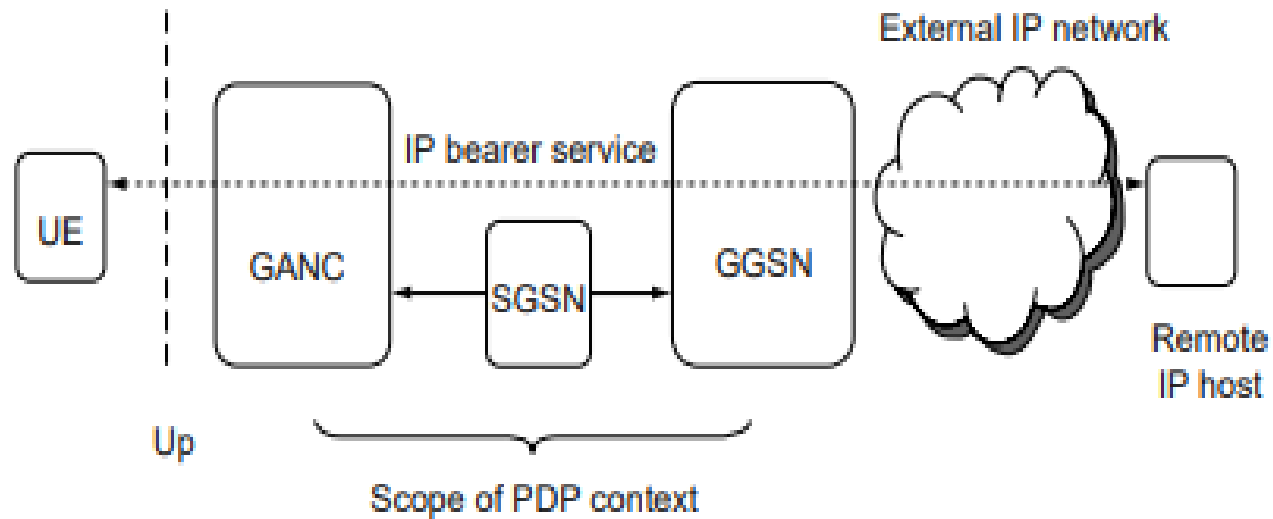 External IP network
IP bearer service
UE
GANC
SGSN
GGSN
Remote
IP host
Up
Scope of PDP context